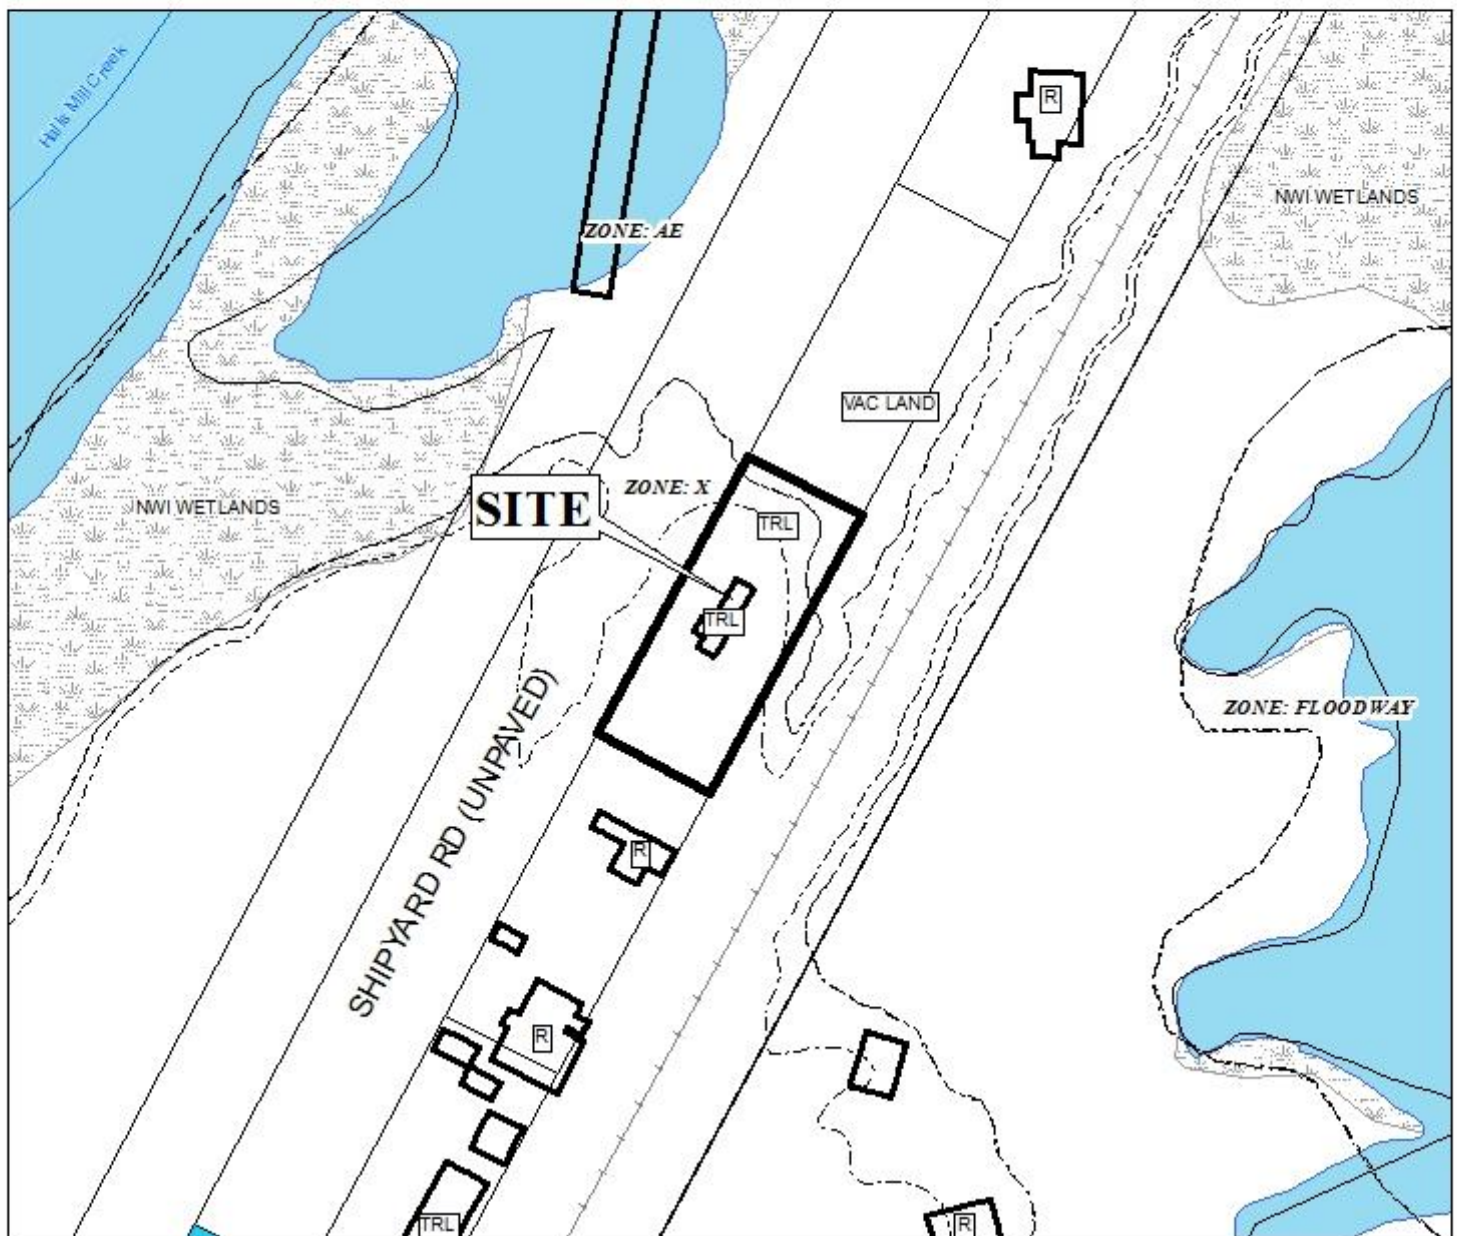 Halls Mill Creek
R
NWI WETLANDS
ZONE: AE
VAC LAND
ZONE: X
SITE
NWI WETLANDS
TRL
TRL
ZONE: FLOODWAY
SHIPYARD RD (UNPAVED)
R
R
TRL
R